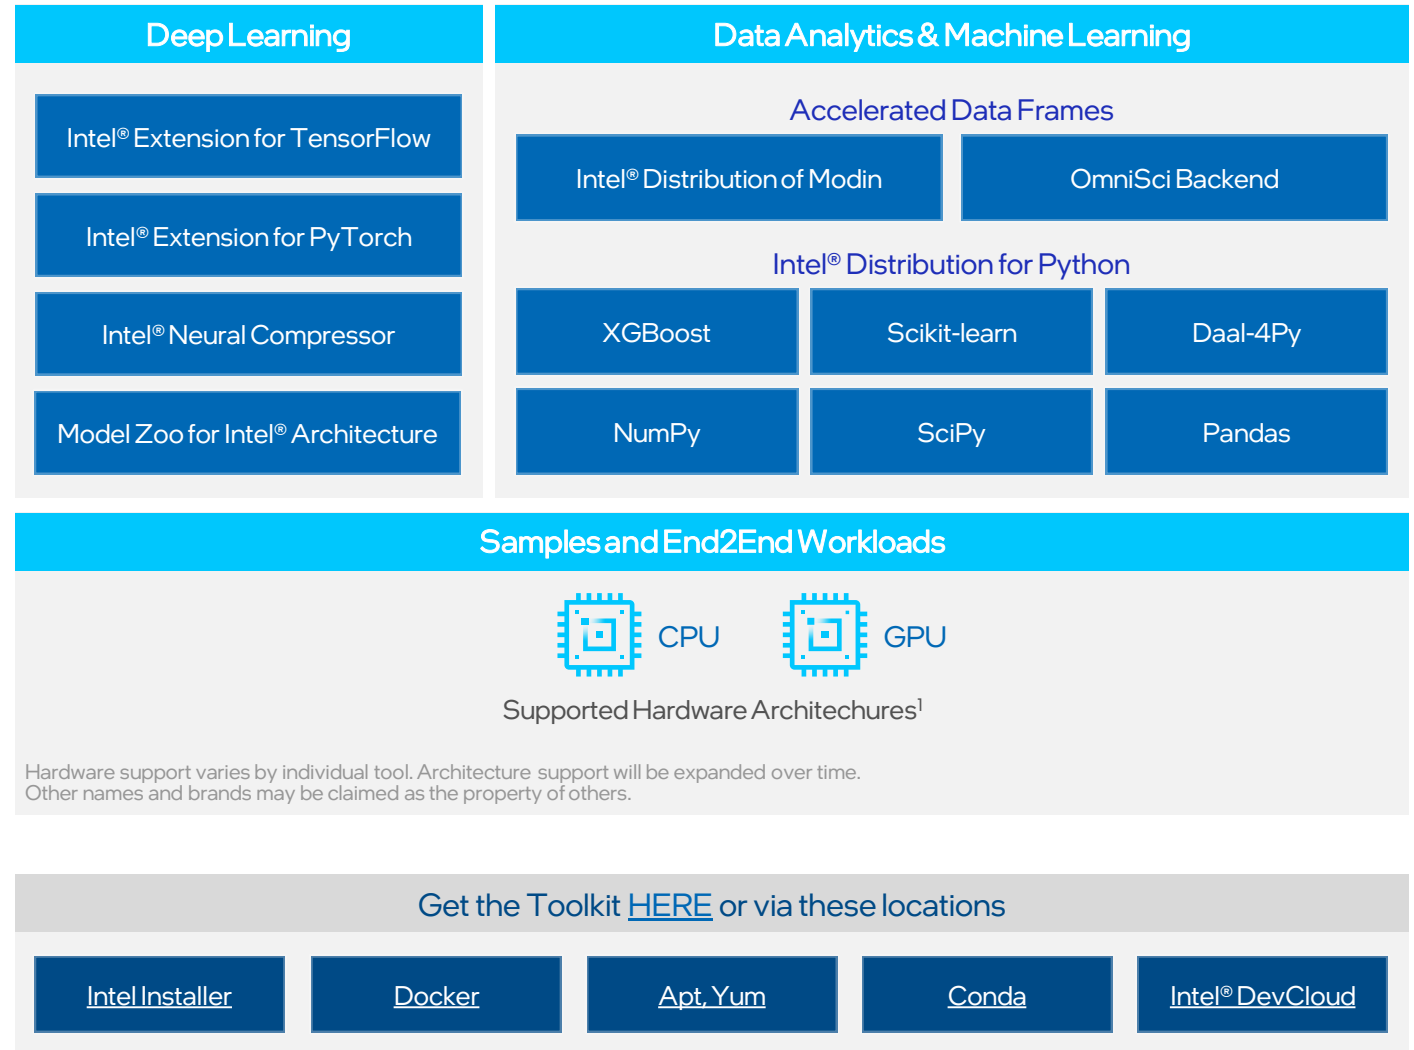 Deep Learning
Intel® Extension for TensorFlow
Intel® Extension for PyTorch
Intel® Neural Compressor
Model Zoo for Intel® Architecture
Data Analytics & Machine Learning
Accelerated Data Frames
Intel® Distribution of Modin
OmniSci Backend
Intel® Distribution for Python
XGBoost
Scikit-learn
Daal-4Py
NumPy
SciPy
Pandas
Samples and End2End Workloads
CPU
GPU
Supported Hardware Architechures¹
Hardware support varies by individual tool. Architecture support will be expanded over time.
Other names and brands may be claimed as the property of others.
Get the Toolkit HERE or via these locations
Intel Installer
Docker
Apt, Yum
Conda
Intel® DevCloud